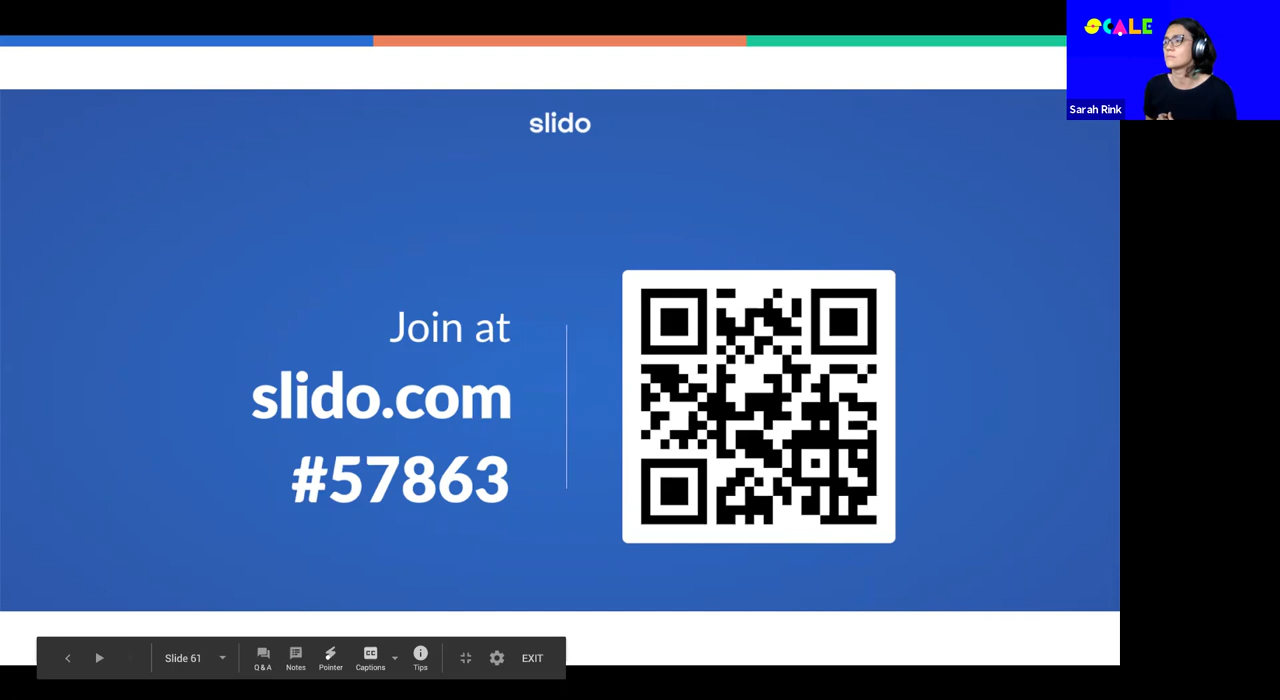 SCALE
Sarah Rink
slido
Join at
slido.com
#57863
Slide 61
Q & A
Notes
Pointer
Captions
Tips
EXIT